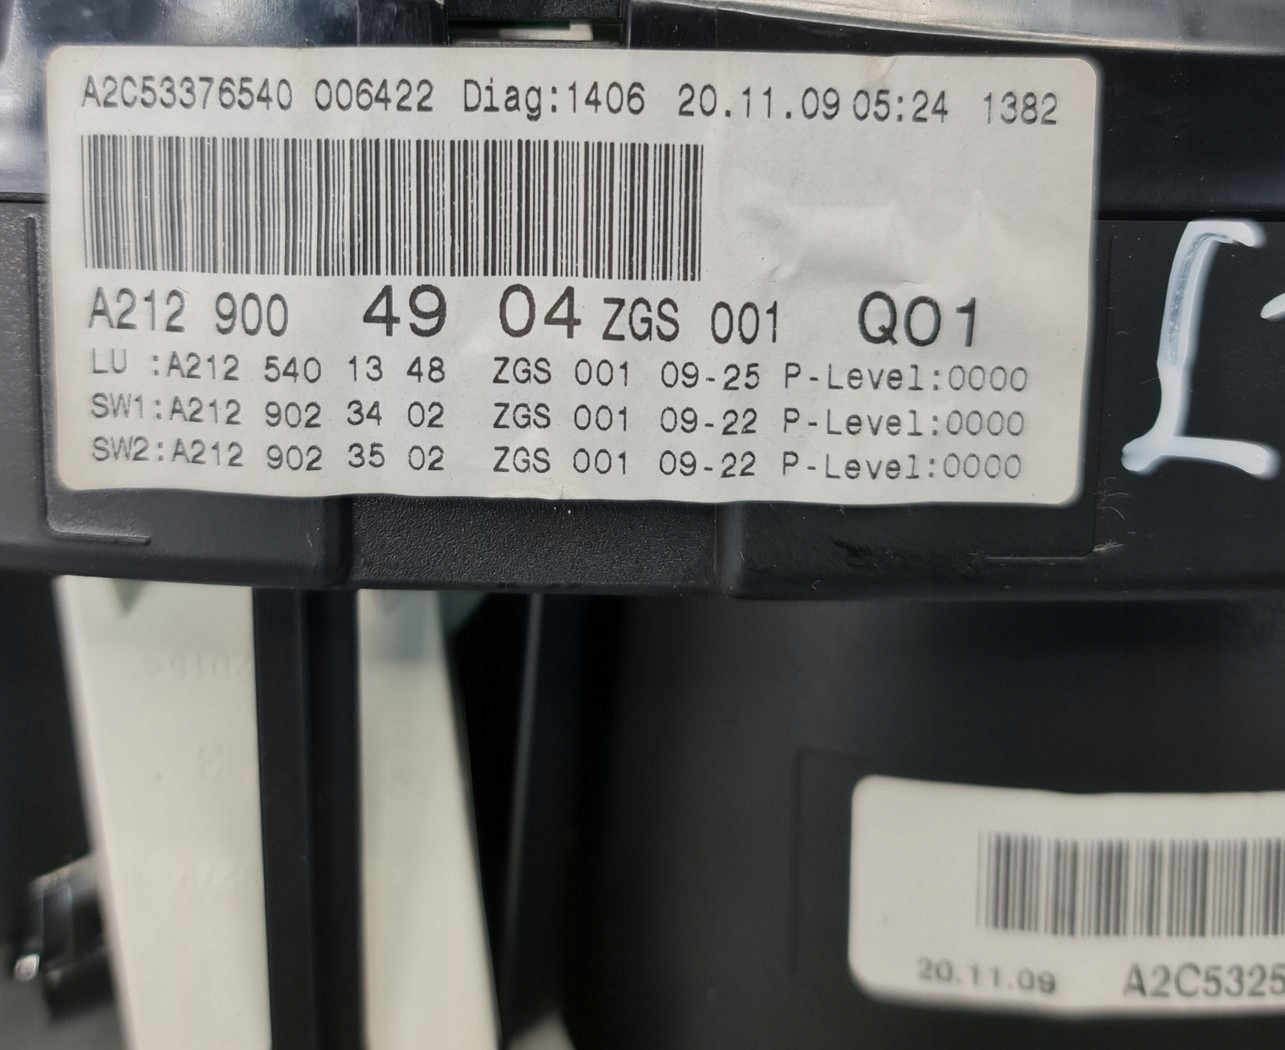 A2C53376540 006422 Diag:1406 20.11.09 05:24 1382
A212 900 49 04 ZGS 001 Q01
LU :A212 540 13 48 ZGS 001 09-25 P-Level:0000
SW1:A212 902 34 02 ZGS 001 09-22 P-Level:0000
SW2:A212 902 35 02 ZGS 001 09-22 P-Level:0000
20.11.09 A2C5325